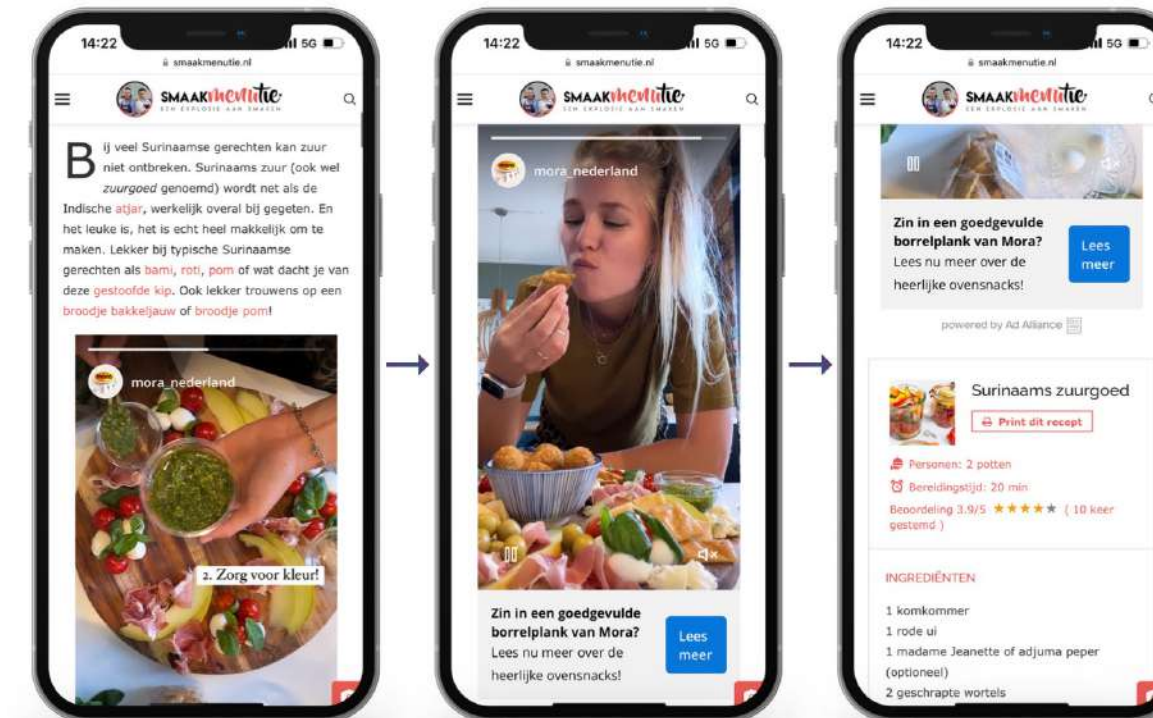 14:22
5G
smaakmenutie.nl
SMAAKmenutie
EEN EXPLOSIE AAN SMAKEN
Bij veel Surinaamse gerechten kan zuur
niet ontbreken. Surinaams zuur (ook wel
zuurgoed genoemd) wordt net als de
Indische atjar, werkelijk overal bij gegeten. En
het leuke is, het is echt heel makkelijk om te
maken. Lekker bij typische Surinaamse
gerechten als bami, roti, pom of wat dacht je van
deze gestoofde kip. Ook lekker trouwens op een
broodje bakkeljauw of broodje pom!
mora_nederland
2. Zorg voor kleur!
14:22
5G
smaakmenutie.nl
SMAAKmenutie
EEN EXPLOSIE AAN SMAKEN
mora_nederland
Zin in een goedgevulde
borrelplank van Mora?
Lees nu meer over de
heerlijke ovensnacks!
Lees
meer
14:22
5G
smaakmenutie.nl
SMAAKmenutie
EEN EXPLOSIE AAN SMAKEN
Zin in een goedgevulde
borrelplank van Mora?
Lees nu meer over de
heerlijke ovensnacks!
Lees
meer
powered by Ad Alliance
Surinaams zuurgoed
Print dit recept
Personen: 2 potten
Bereidingstijd: 20 min
Beoordeling 3.9/5 ★★★★★ ( 10 keer
gestemd )
INGREDIËNTEN
1 komkommer
1 rode ui
1 madame Jeanette of adjuma peper
(optioneel)
2 geschrapte wortels